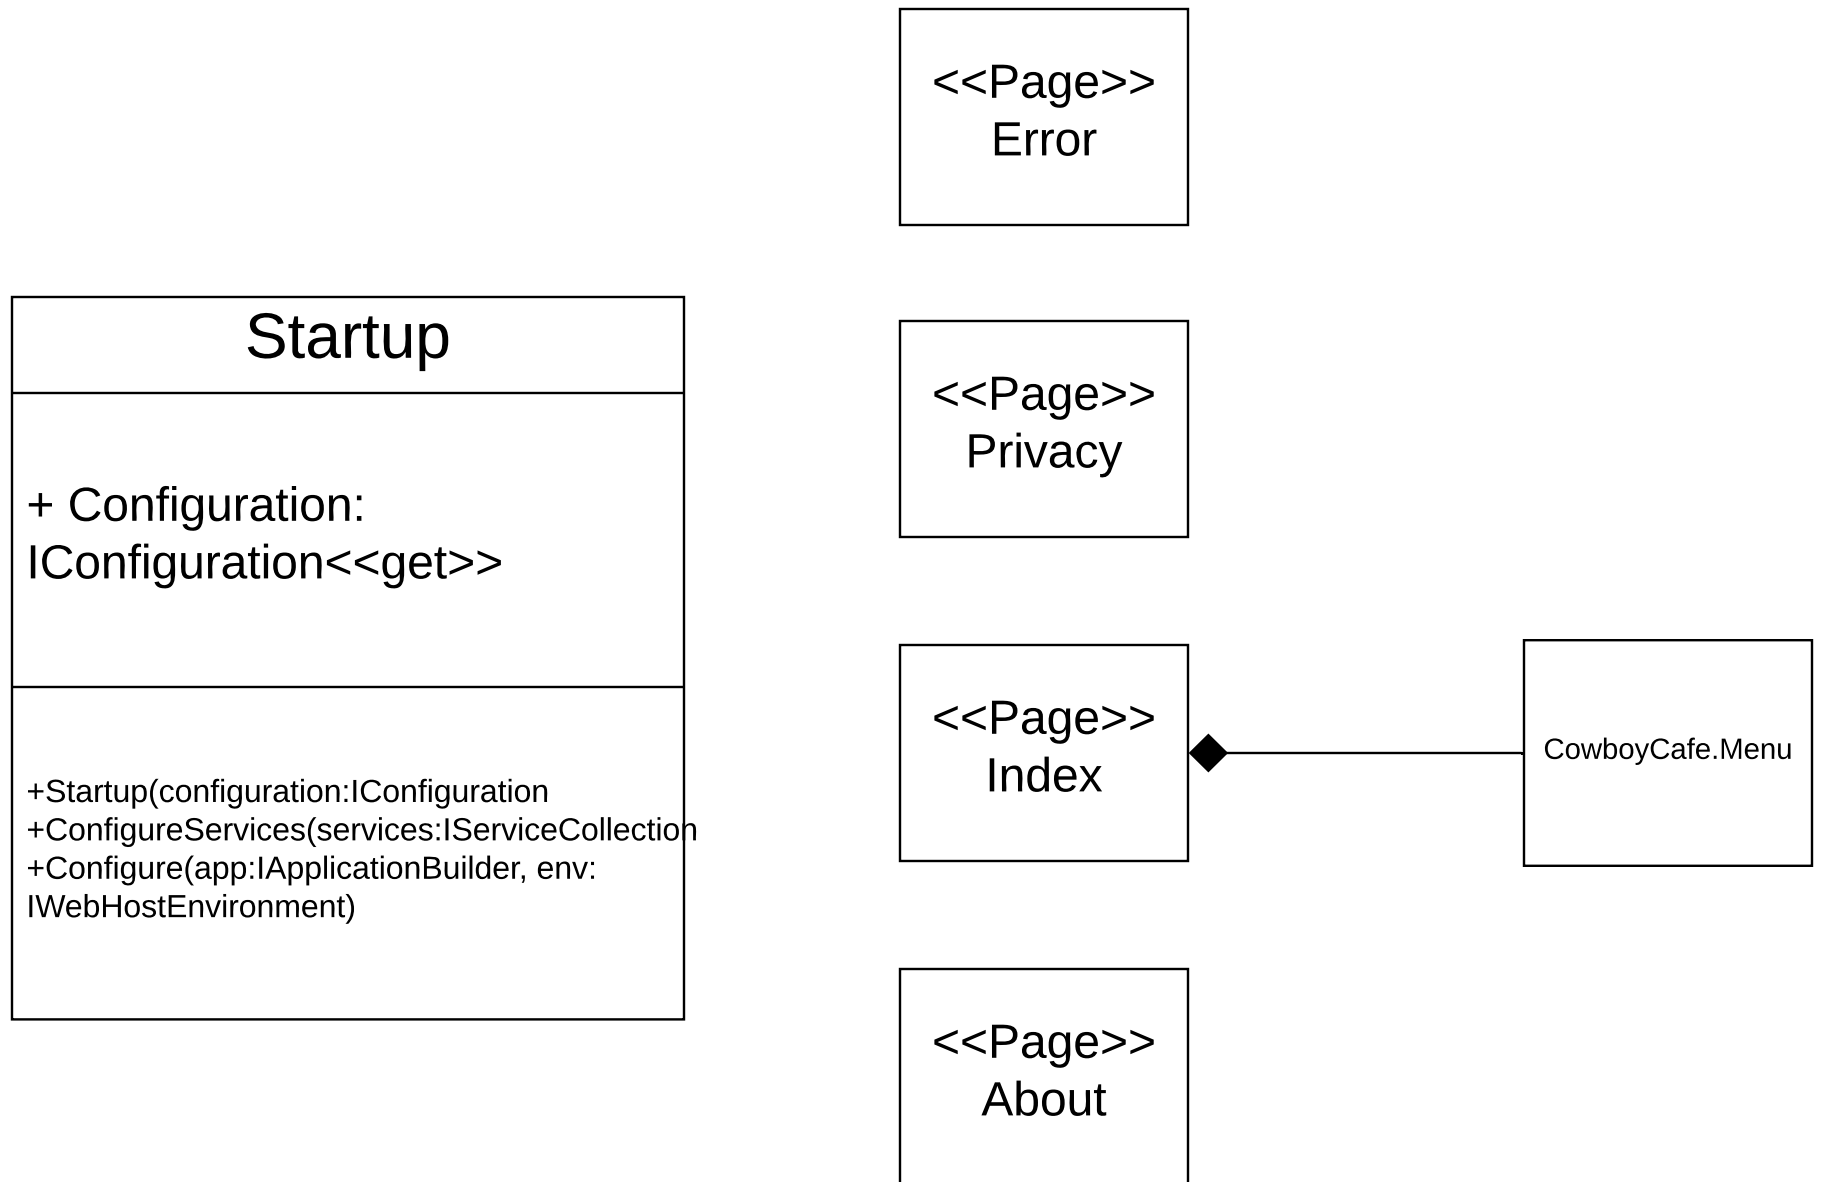 <<Page>>
Error
Startup
+ Configuration:
IConfiguration<<get>>
+Startup(configuration:IConfiguration
+ConfigureServices(services:IServiceCollection
+Configure(app:IApplicationBuilder, env:
IWebHostEnvironment)
<<Page>>
Privacy
<<Page>>
Index
CowboyCafe.Menu
<<Page>>
About